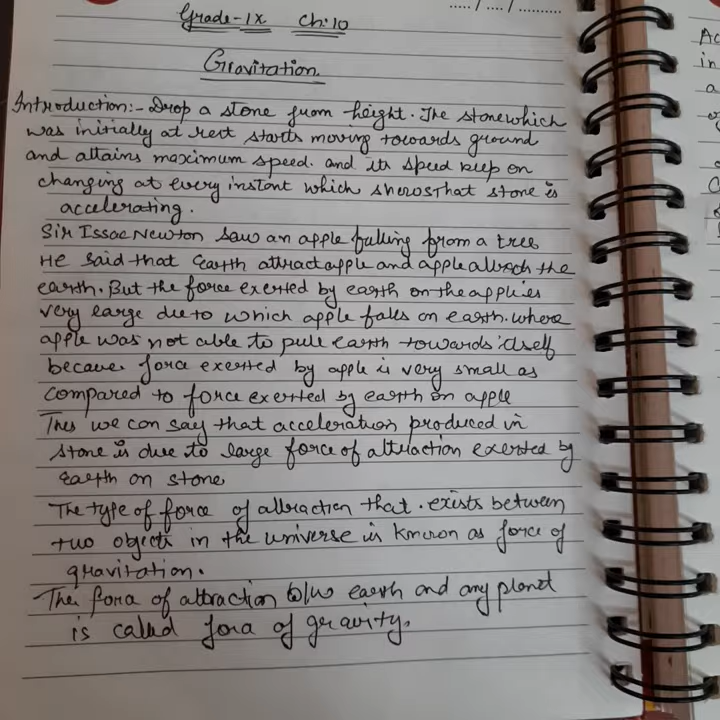 Grade-IX Ch:10
..... / .... / ..........
Gravitation
Introduction:- Drop a stone from height. The stone which
was initially at rest starts moving towards ground
and attains maximum speed. and its speed keep on
changing at every instant which shows that stone is
accelerating.
Sir Issac Newton saw an apple falling from a tree
He said that earth attract apple and apple attrach the
earth. But the force exerted by earth on the apple is
very large due to which apple falls on earth. where
apple was not able to pull earth towards itself
because force exerted by apple is very small as
compared to force exerted by earth on apple
Thus we can say that acceleration produced in
stone is due to large force of attraction exerted by
earth on stone
The type of force of attraction that. exists between
two objects in the universe is known as force of
gravitation.
The force of attraction b/w earth and any planet
is called force of gravity.
Ac
in
a